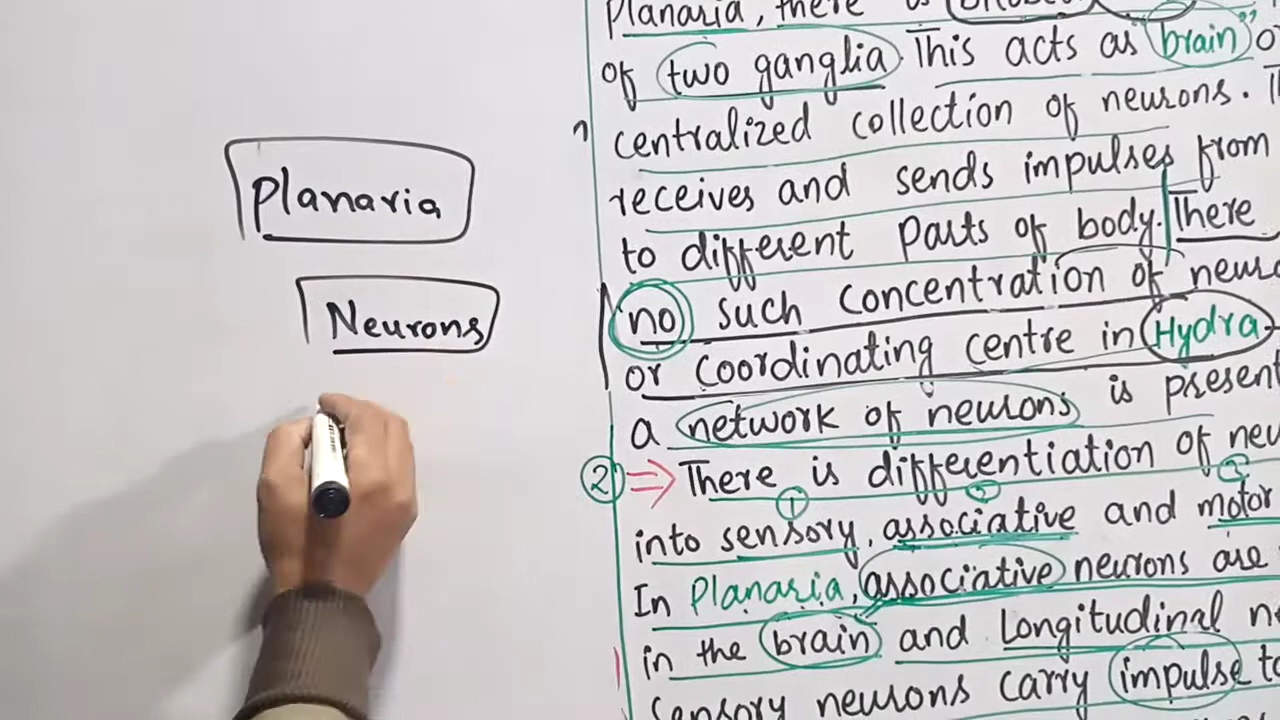 Planaria
Neurons
Planaria, there
of two ganglia. This acts as "brain"
centralized collection of neurons.
receives and sends impulses from
to different parts of body. There
no such concentration of
or coordinating centre in Hydra
a network of neurons is present
2 ⇒ There is differentiation of
1 2 3
into sensory, associative and motor
In Planaria, associative neurons are
in the brain and Longitudinal
Sensory neurons carry impulse to